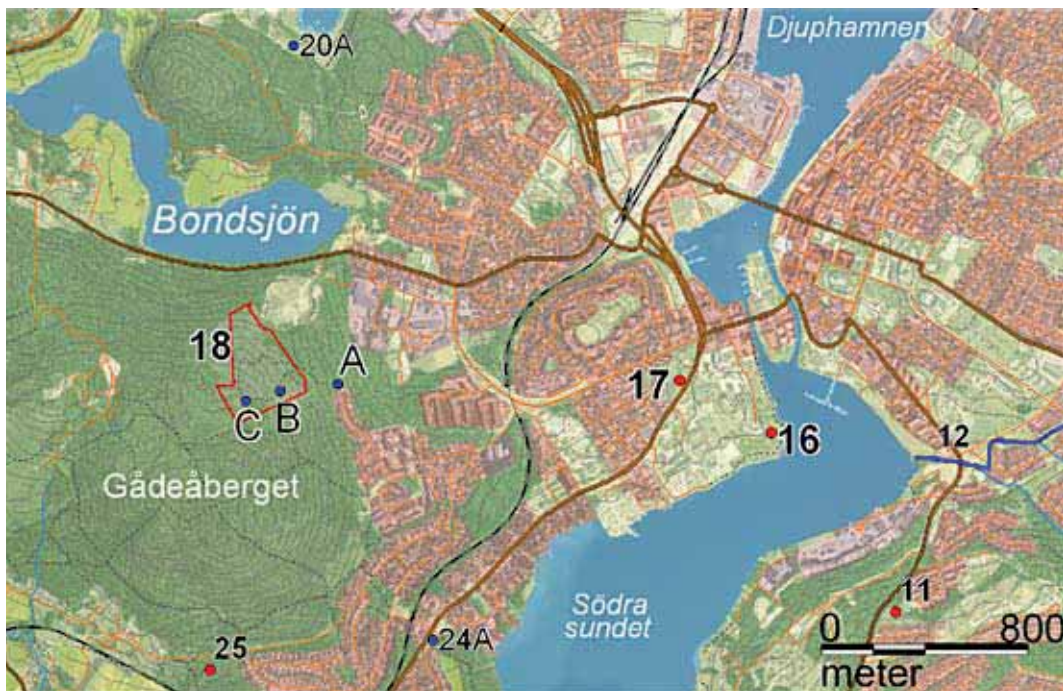 Djuphamnen
20A
Bondsjön
18
A
17
B
C
16
12
Gådeåberget
Södra
sundet
11
24A
25
0 800
meter